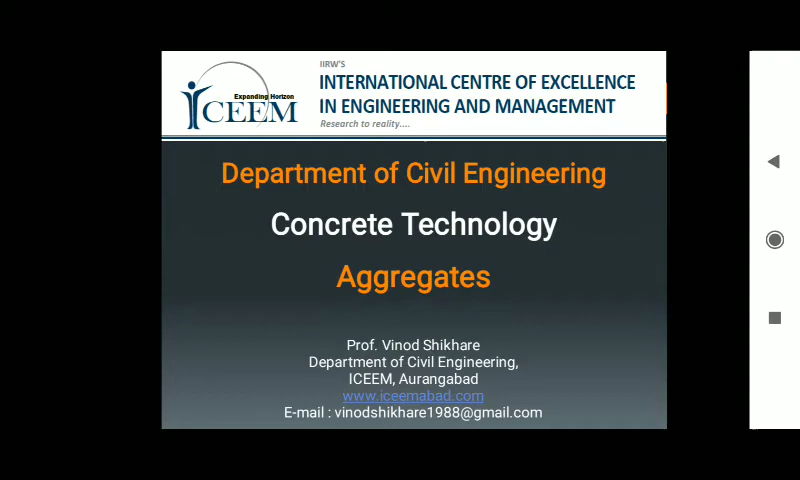 IIRW'S
INTERNATIONAL CENTRE OF EXCELLENCE
IN ENGINEERING AND MANAGEMENT
Research to reality....
Expanding Horizon
ICEEM
Department of Civil Engineering
Concrete Technology
Aggregates
Prof. Vinod Shikhare
Department of Civil Engineering,
ICEEM, Aurangabad
www.iceemabad.com
E-mail : vinodshikhare1988@gmail.com